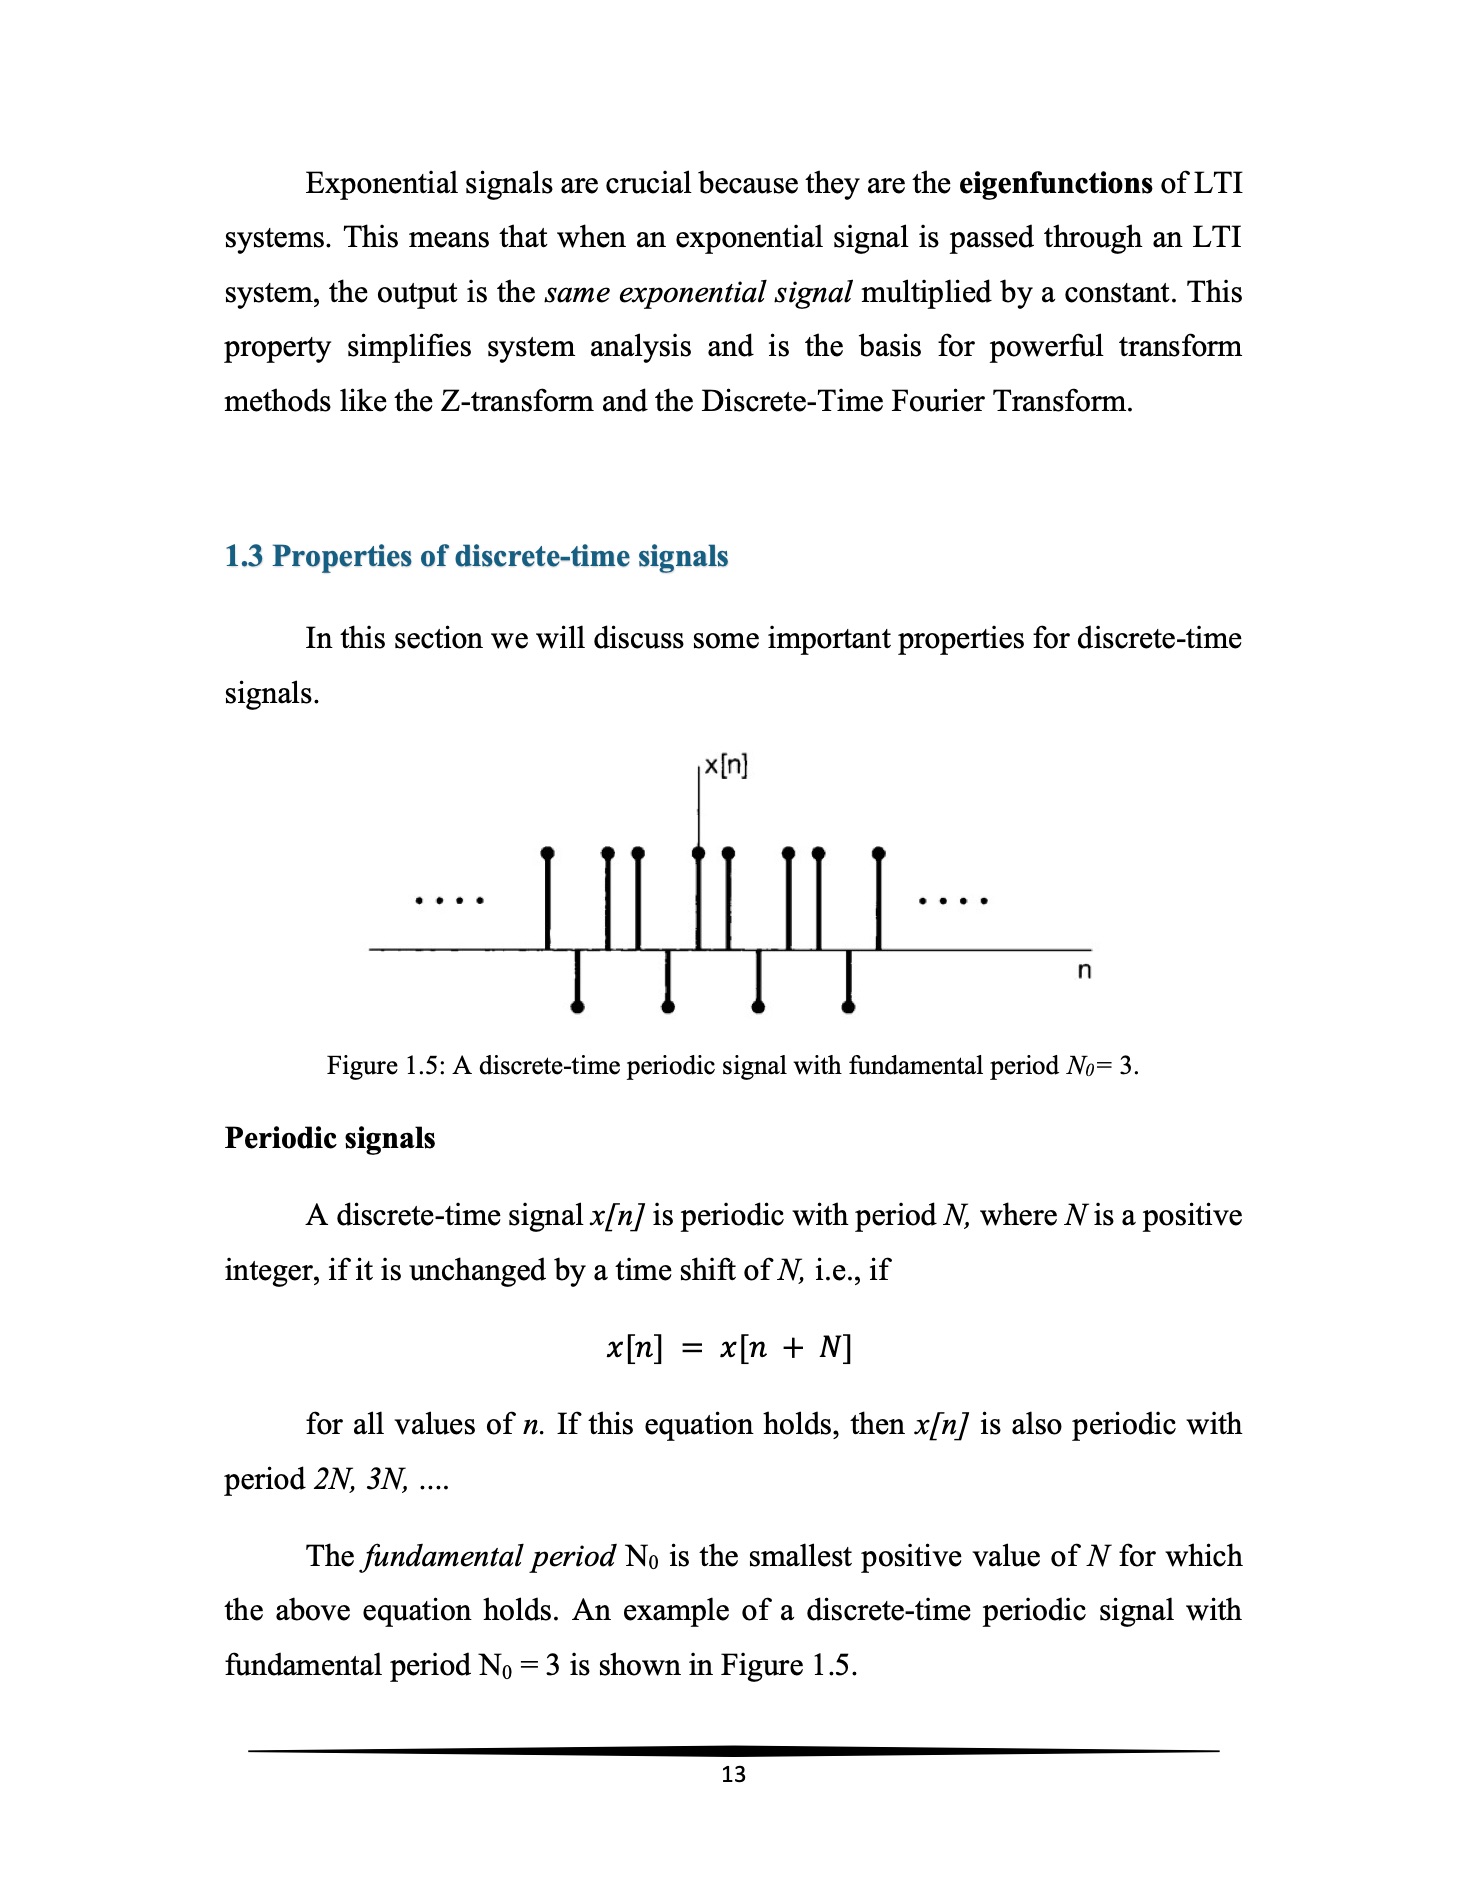 Exponential signals are crucial because they are the eigenfunctions of LTI
systems. This means that when an exponential signal is passed through an LTI
system, the output is the same exponential signal multiplied by a constant. This
property simplifies system analysis and is the basis for powerful transform
methods like the Z-transform and the Discrete-Time Fourier Transform.
1.3 Properties of discrete-time signals
In this section we will discuss some important properties for discrete-time
signals.
x[n]
. . . .
. . . .
n
Figure 1.5: A discrete-time periodic signal with fundamental period N₀= 3.
Periodic signals
A discrete-time signal x[n] is periodic with period N, where N is a positive
integer, if it is unchanged by a time shift of N, i.e., if
x[n] = x[n + N]
for all values of n. If this equation holds, then x[n] is also periodic with
period 2N, 3N, ....
The fundamental period N₀ is the smallest positive value of N for which
the above equation holds. An example of a discrete-time periodic signal with
fundamental period N₀ = 3 is shown in Figure 1.5.
13